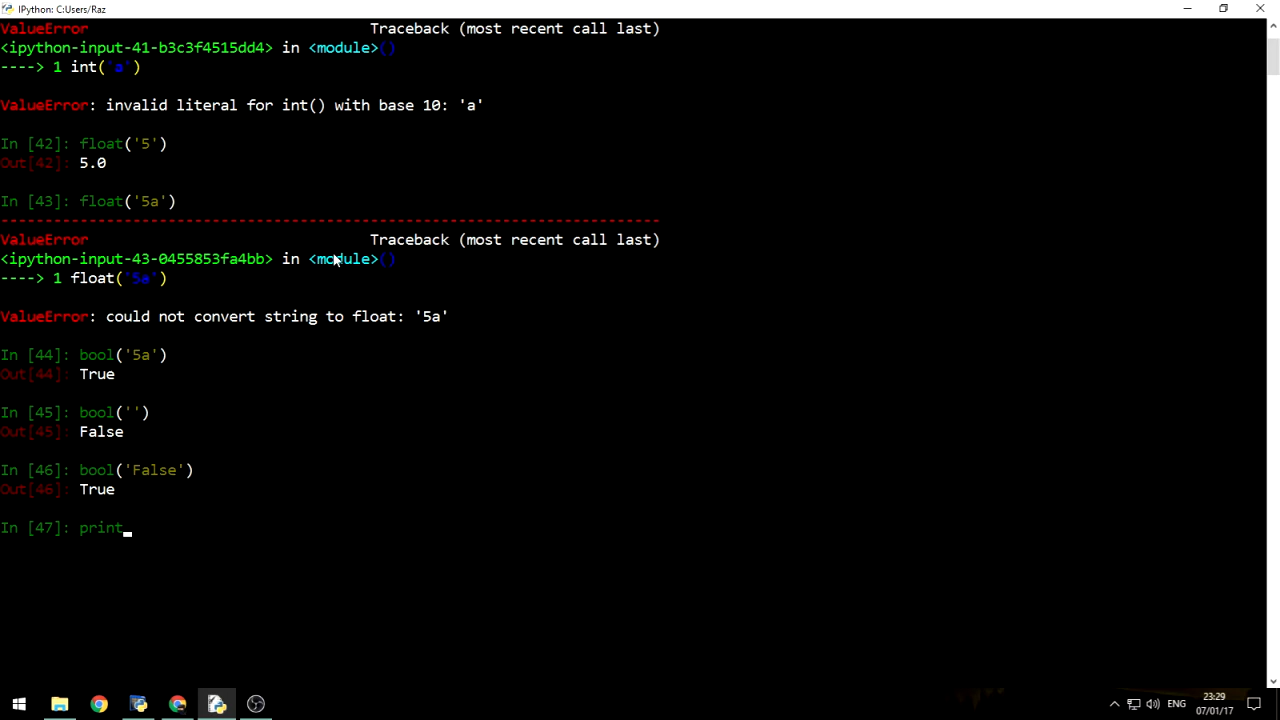 IPython: C:Users/Raz
ValueError                                Traceback (most recent call last)
<ipython-input-41-b3c3f4515dd4> in <module>()
----> 1 int('a')
ValueError: invalid literal for int() with base 10: 'a'
In [42]: float('5')
Out[42]: 5.0
In [43]: float('5a')
---------------------------------------------------------------------------
ValueError                                Traceback (most recent call last)
<ipython-input-43-0455853fa4bb> in <module>()
----> 1 float('5a')
ValueError: could not convert string to float: '5a'
In [44]: bool('5a')
Out[44]: True
In [45]: bool('')
Out[45]: False
In [46]: bool('False')
Out[46]: True
In [47]: print
ENG
23:29
07/01/17